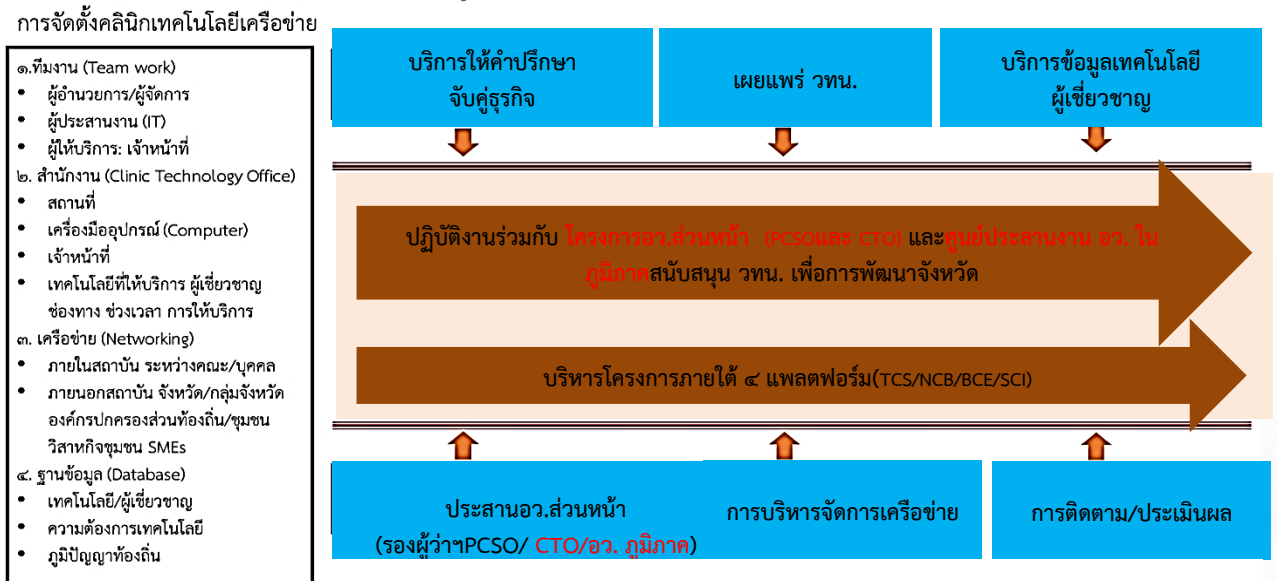 การจัดตั้งคลินิกเทคโนโลยีเครือข่าย
๑.ทีมงาน (Team work)
• ผู้อำนวยการ/ผู้จัดการ
• ผู้ประสานงาน (IT)
• ผู้ให้บริการ: เจ้าหน้าที่
๒. สำนักงาน (Clinic Technology Office)
• สถานที่
• เครื่องมืออุปกรณ์ (Computer)
• เจ้าหน้าที่
• เทคโนโลยีที่ให้บริการ ผู้เชี่ยวชาญ
ช่องทาง ช่วงเวลา การให้บริการ
๓. เครือข่าย (Networking)
• ภายในสถาบัน ระหว่างคณะ/บุคคล
• ภายนอกสถาบัน จังหวัด/กลุ่มจังหวัด
องค์กรปกครองส่วนท้องถิ่น/ชุมชน
วิสาหกิจชุมชน SMEs
๔. ฐานข้อมูล (Database)
• เทคโนโลยี/ผู้เชี่ยวชาญ
• ความต้องการเทคโนโลยี
• ภูมิปัญญาท้องถิ่น
บริการให้คำปรึกษา
จับคู่ธุรกิจ
เผยแพร่ วทน.
บริการข้อมูลเทคโนโลยี
ผู้เชี่ยวชาญ
ปฏิบัติงานร่วมกับ โครงการอว.ส่วนหน้า (PCSOและ CTO) และศูนย์ประสานงาน อว. ใน
ภูมิภาคสนับสนุน วทน. เพื่อการพัฒนาจังหวัด
บริหารโครงการภายใต้ ๔ แพลตฟอร์ม(TCS/NCB/BCE/SCI)
ประสานอว.ส่วนหน้า
(รองผู้ว่าฯPCSO/ CTO/อว. ภูมิภาค)
การบริหารจัดการเครือข่าย
การติดตาม/ประเมินผล